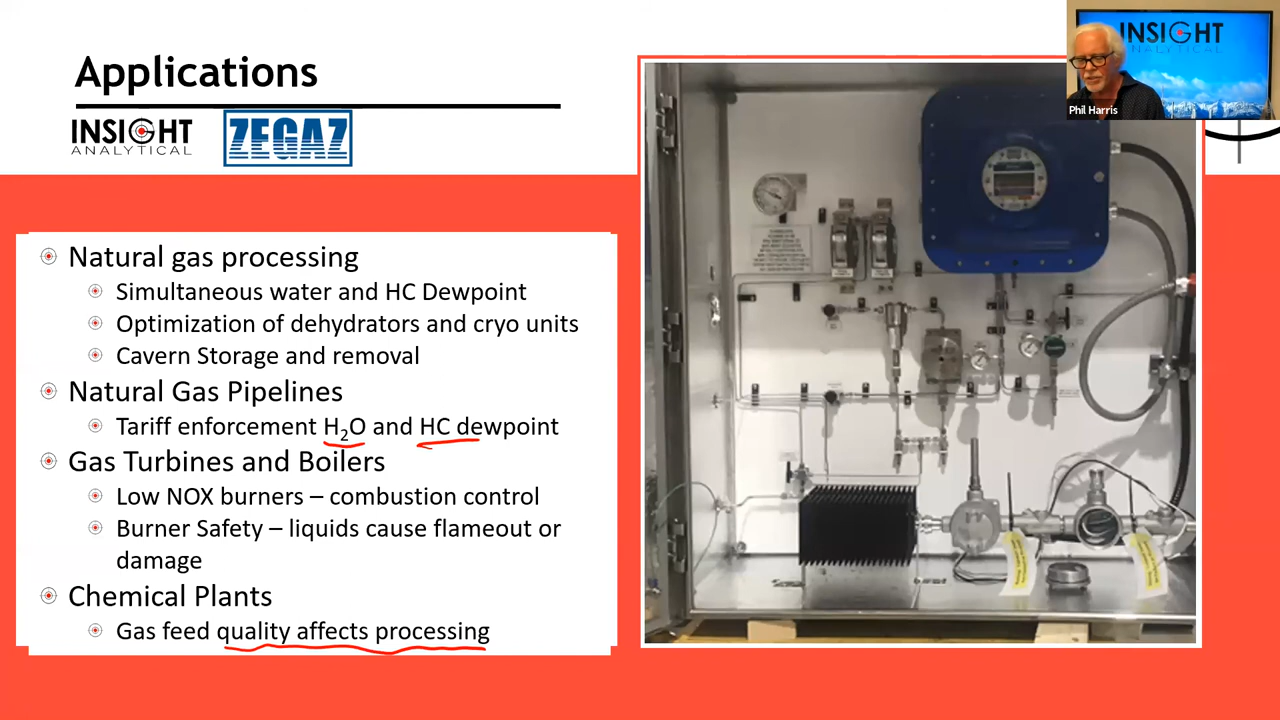 Applications
INSIGHT
ANALYTICAL
ZEGAZ
Natural gas processing
Simultaneous water and HC Dewpoint
Optimization of dehydrators and cryo units
Cavern Storage and removal
Natural Gas Pipelines
Tariff enforcement H₂O and HC dewpoint
Gas Turbines and Boilers
Low NOX burners – combustion control
Burner Safety – liquids cause flameout or
damage
Chemical Plants
Gas feed quality affects processing
INSIGHT
ANALYTICAL
Phil Harris